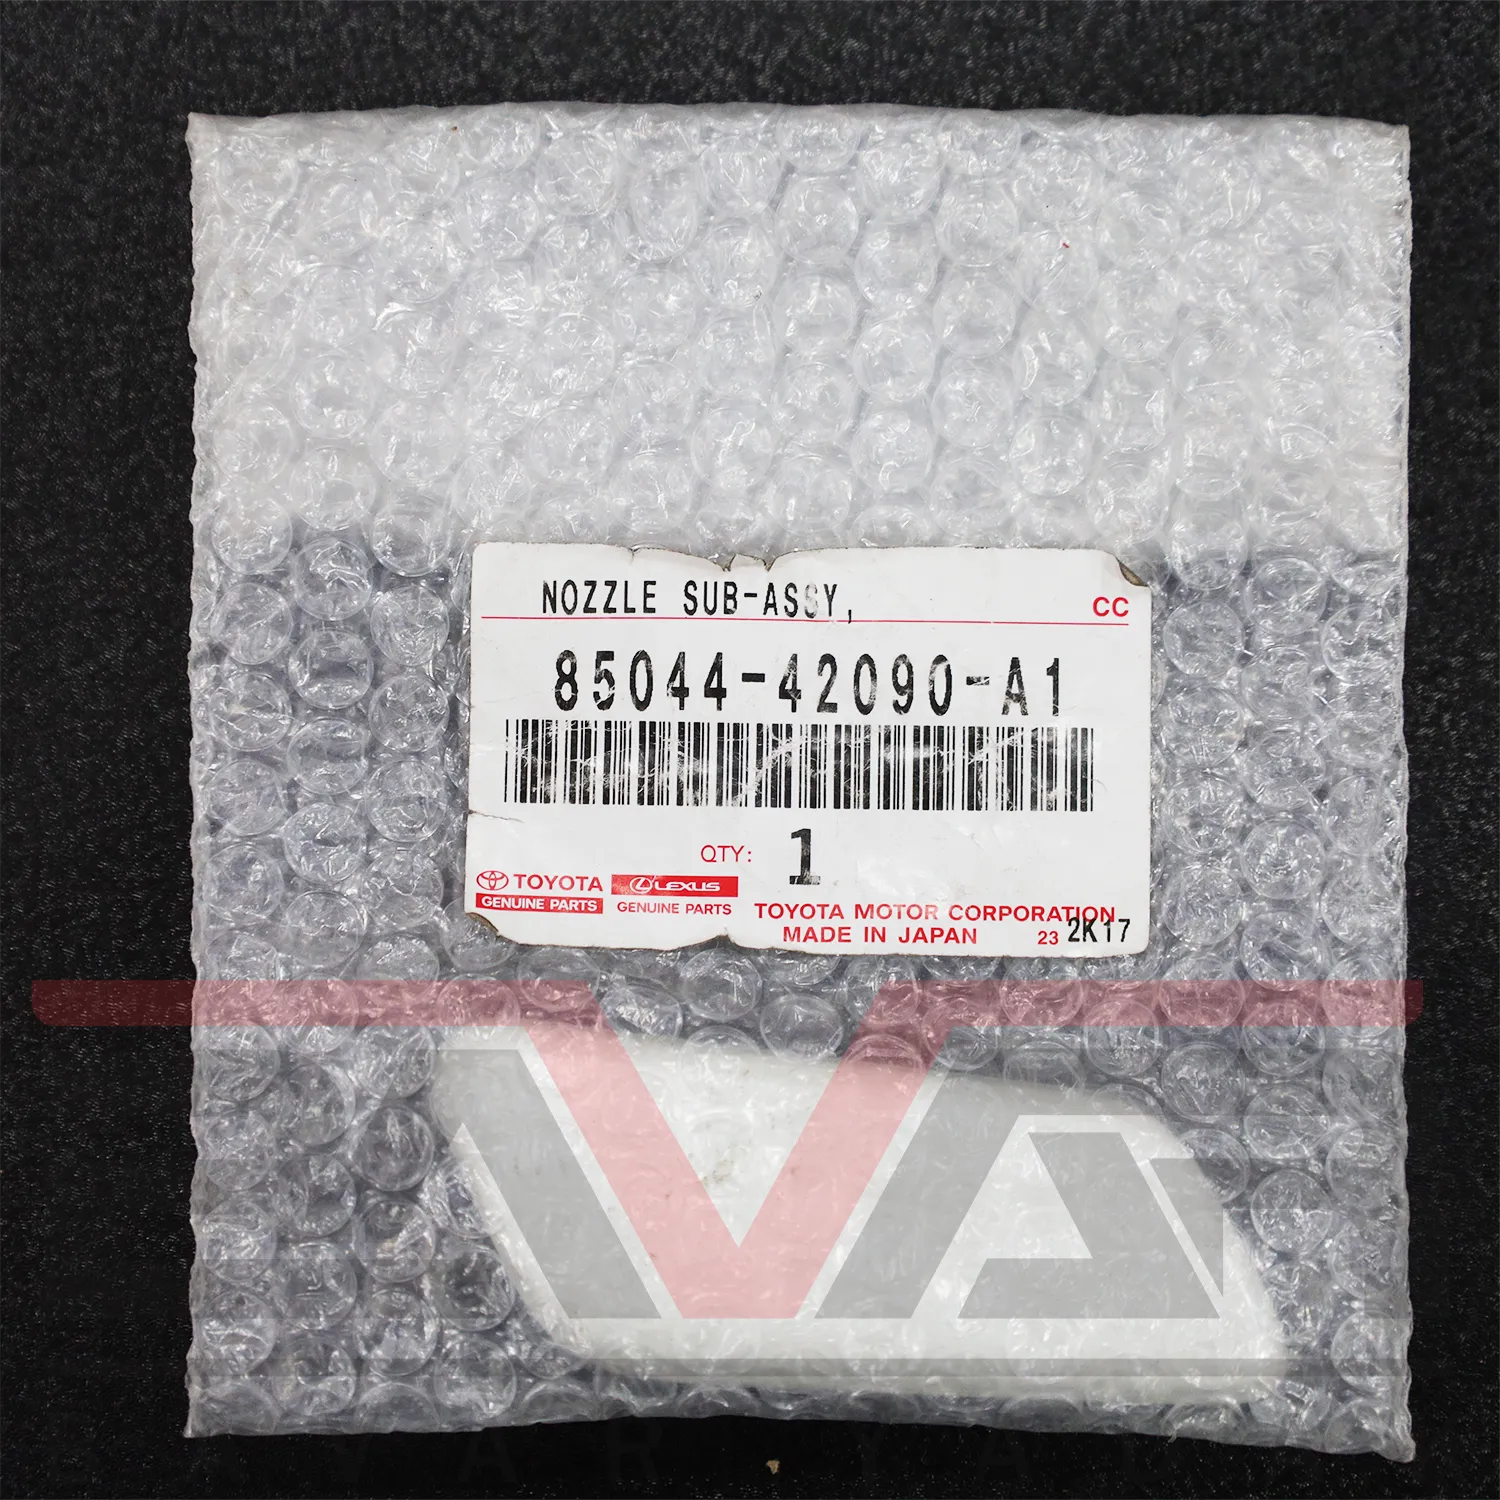 NOZZLE SUB-ASSY,
CC
85044-42090-A1
QTY: 1
TOYOTA
GENUINE PARTS
LEXUS
GENUINE PARTS
TOYOTA MOTOR CORPORATION
MADE IN JAPAN
23 2K17